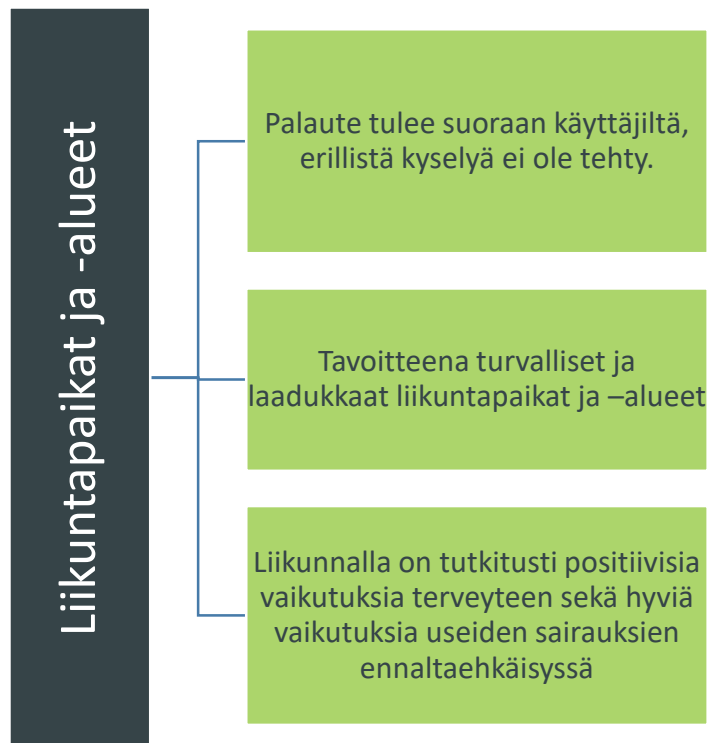 Liikuntapaikat ja -alueet
Palaute tulee suoraan käyttäjiltä,
erillistä kyselyä ei ole tehty.
Tavoitteena turvalliset ja
laadukkaat liikuntapaikat ja –alueet
Liikunnalla on tutkitusti positiivisia
vaikutuksia terveyteen sekä hyviä
vaikutuksia useiden sairauksien
ennaltaehkäisyssä